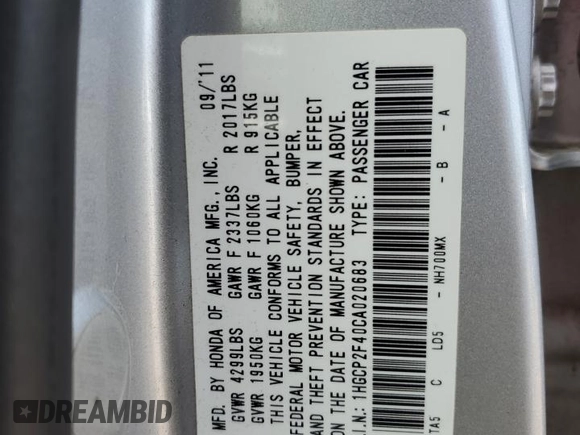 MFD. BY HONDA OF AMERICA MFG., INC. 09/'11
GVWR 4299LBS GAWR F 2337LBS R 2017LBS
GVWR 1950KG GAWR F 1060KG R 915KG
THIS VEHICLE CONFORMS TO ALL APPLICABLE
FEDERAL MOTOR VEHICLE SAFETY, BUMPER,
AND THEFT PREVENTION STANDARDS IN EFFECT
ON THE DATE OF MANUFACTURE SHOWN ABOVE.
.I.N.: 1HGCP2F40CA020683 TYPE: PASSENGER CAR
TA5 C LD5 - NH700MX - B - A
DREAMBID